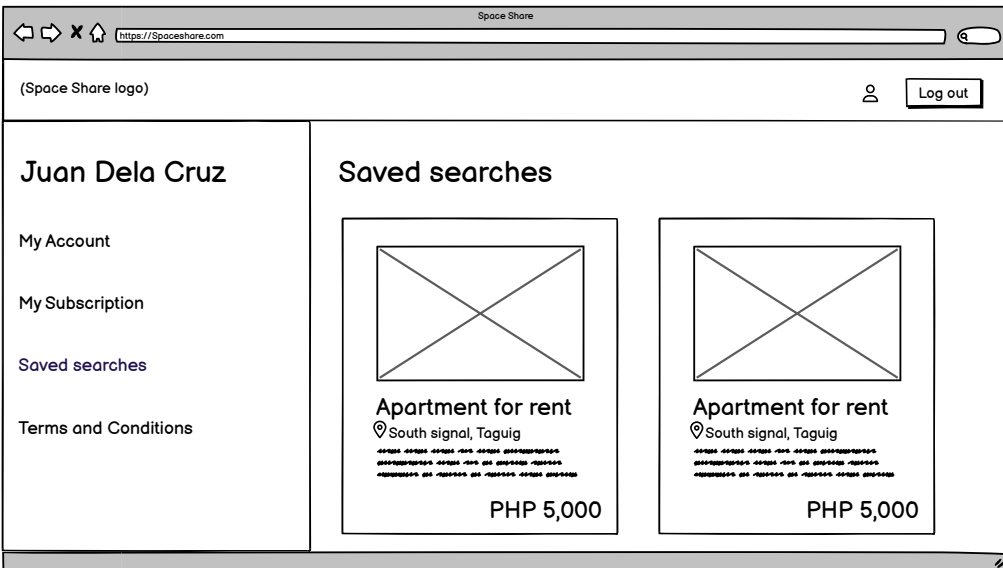 Space Share
https://Spaceshare.com
(Space Share logo)
Log out
Juan Dela Cruz
My Account
My Subscription
Saved searches
Terms and Conditions
Saved searches
Apartment for rent
South signal, Taguig
PHP 5,000
Apartment for rent
South signal, Taguig
PHP 5,000